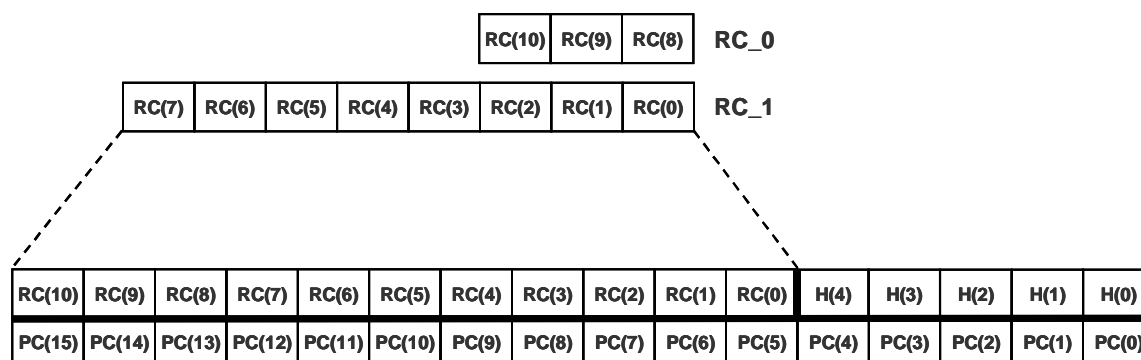 RC(10) RC(9) RC(8) RC_0
RC(7) RC(6) RC(5) RC(4) RC(3) RC(2) RC(1) RC(0) RC_1
RC(10) RC(9) RC(8) RC(7) RC(6) RC(5) RC(4) RC(3) RC(2) RC(1) RC(0) H(4) H(3) H(2) H(1) H(0)
PC(15) PC(14) PC(13) PC(12) PC(11) PC(10) PC(9) PC(8) PC(7) PC(6) PC(5) PC(4) PC(3) PC(2) PC(1) PC(0)